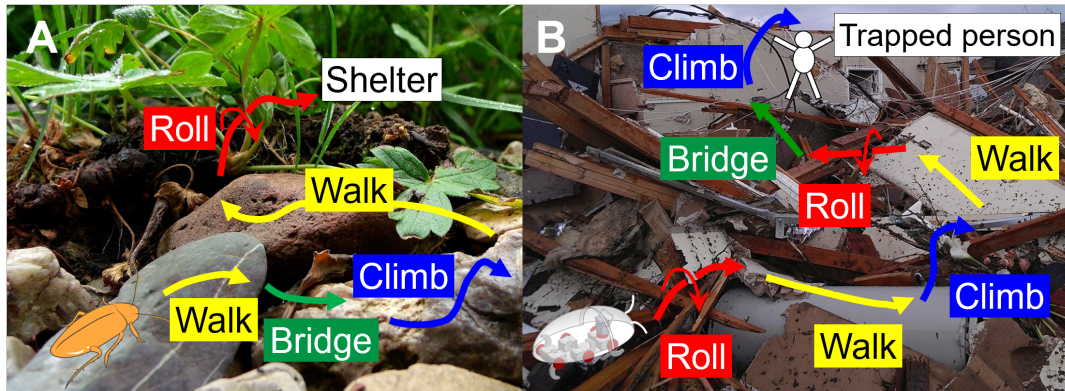 A
Shelter
Roll
Walk
Climb
Walk
Bridge
B
Trapped person
Climb
Bridge
Walk
Roll
Climb
Roll
Walk